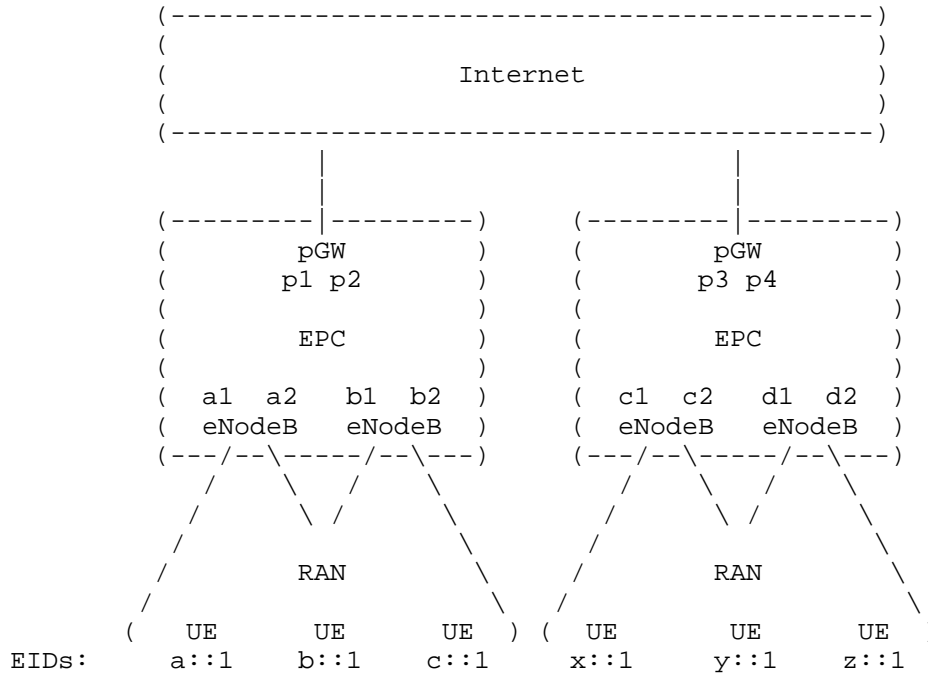 (--------------------------------------------)
(                                            )
(                  Internet                  )
(                                            )
(--------------------------------------------)
          |                         |
          |                         |
(---------|---------)     (---------|---------)
(        pGW        )     (        pGW        )
(       p1 p2       )     (       p3 p4       )
(                   )     (                   )
(        EPC        )     (        EPC        )
(                   )     (                   )
(  a1  a2   b1  b2  )     (  c1  c2   d1  d2  )
(  eNodeB   eNodeB  )     (  eNodeB   eNodeB  )
(---/--\-----/--\---)     (---/--\-----/--\---)
   /    \   /    \           /    \   /    \
  /      \ /      \         /      \ /      \
 /                 \       /                 \
/        RAN        \     /        RAN        \
/                     \   /                     \
(   UE      UE      UE  ) (  UE       UE      UE  )
EIDs:     a::1    b::1    c::1     x::1     y::1    z::1